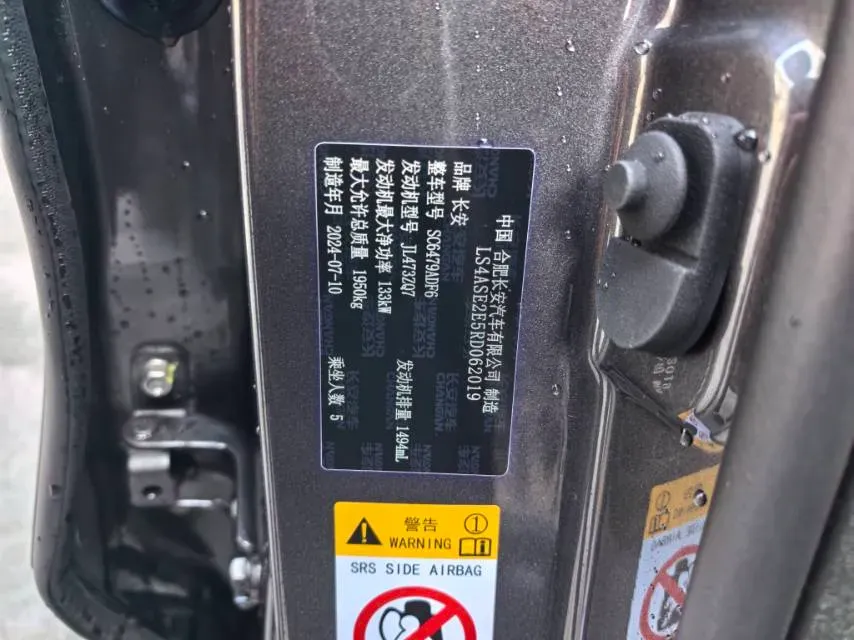 中国 合肥长安汽车有限公司 制造
LS4ASE2E5RD062019
品牌 长安
整车型号 SC6479ADF6
发动机型号 JL473ZQ7 发动机排量 1494mL
发动机最大净功率 133kW
最大允许总质量 1950kg
制造年月 2024-07-10 乘坐人数 5
警告
WARNING
SRS SIDE AIRBAG